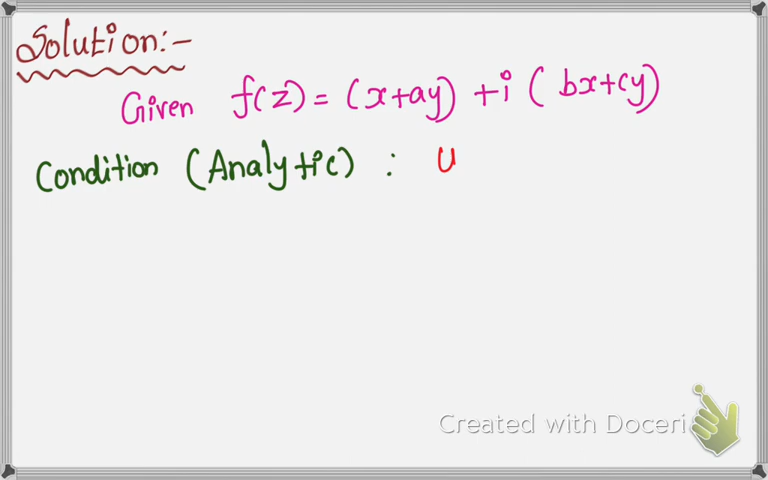 Solution:-
Given f(z) = (x+ay) + i ( bx+cy)
Condition (Analytic) : U
Created with Doceri